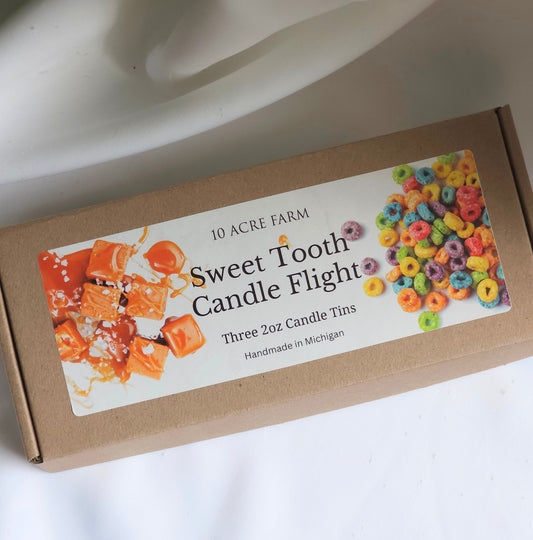 10 ACRE FARM
Sweet Tooth
Candle Flight
Three 2oz Candle Tins
Handmade in Michigan